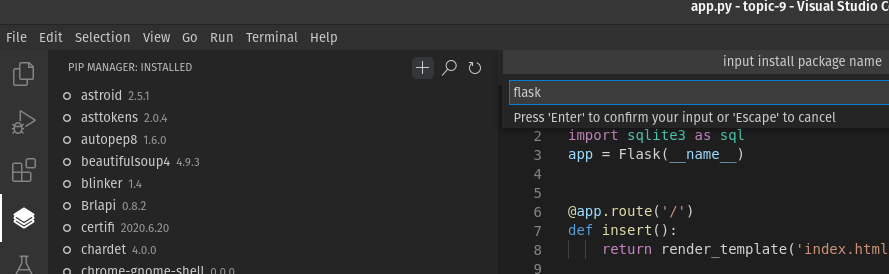 app.py - topic-9 - Visual Studio C
File Edit Selection View Go Run Terminal Help
PIP MANAGER: INSTALLED
astroid 2.5.1
asttokens 2.0.4
autopep8 1.6.0
beautifulsoup4 4.9.3
blinker 1.4
Brlapi 0.8.2
certifi 2020.6.20
chardet 4.0.0
chrome-gnome-shell 0.0.0
input install package name
flask
Press 'Enter' to confirm your input or 'Escape' to cancel
2 import sqlite3 as sql
3 app = Flask(__name__)
4
5
6 @app.route('/')
7 def insert():
8 return render_template('index.html
9